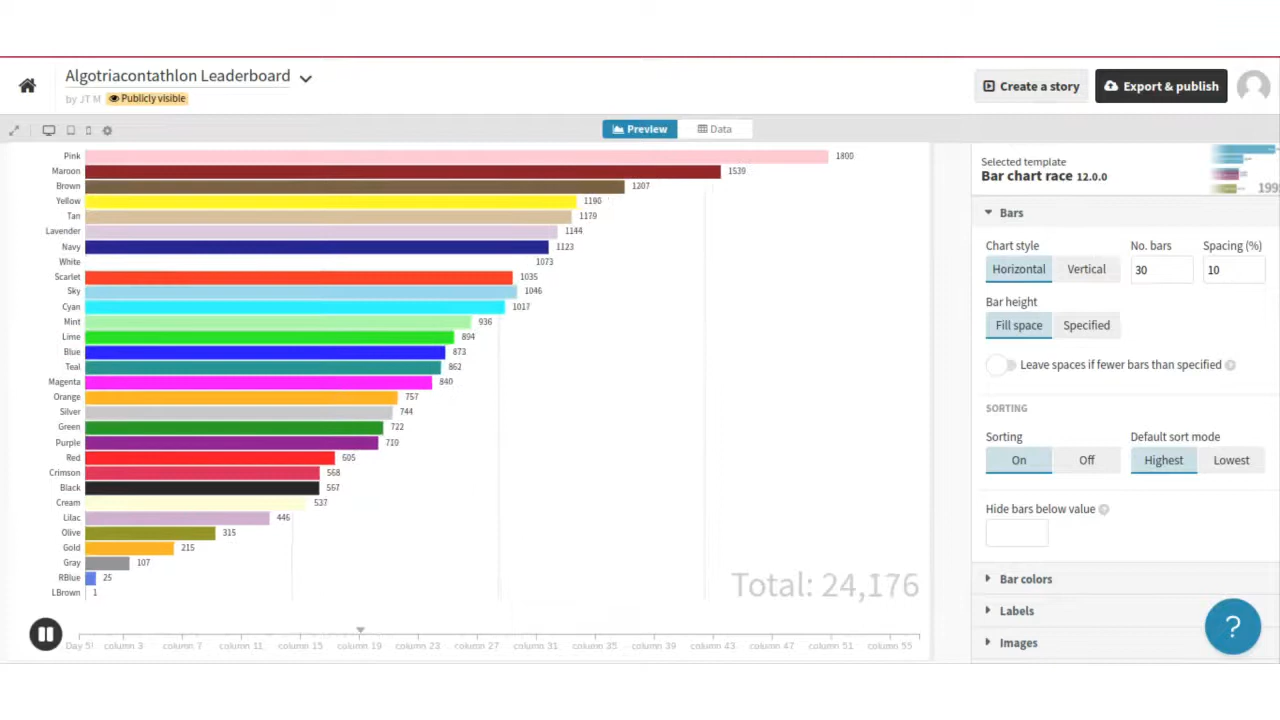 Algotriacontathlon Leaderboard
by JT M Publicly visible
Create a story
Export & publish
Preview
Data
Pink 1800
Maroon 1539
Brown 1207
Yellow 1190
Tan 1179
Lavender 1144
Navy 1123
White 1073
Scarlet 1035
Sky 1046
Cyan 1017
Mint 936
Lime 894
Blue 873
Teal 862
Magenta 840
Orange 757
Silver 744
Green 722
Purple 710
Red 605
Crimson 568
Black 567
Cream 537
Lilac 446
Olive 315
Gold 215
Gray 107
RBlue 25
LBrown 1
Total: 24,176
column 3 column 7 column 11 column 15 column 19 column 23 column 27 column 31 column 35 column 39 column 43 column 47 column 51 column 55
Selected template
Bar chart race 12.0.0
Bars
Chart style No. bars Spacing (%)
Horizontal Vertical 30 10
Bar height
Fill space Specified
Leave spaces if fewer bars than specified
SORTING
Sorting Default sort mode
On Off Highest Lowest
Hide bars below value
Bar colors
Labels
Images
?